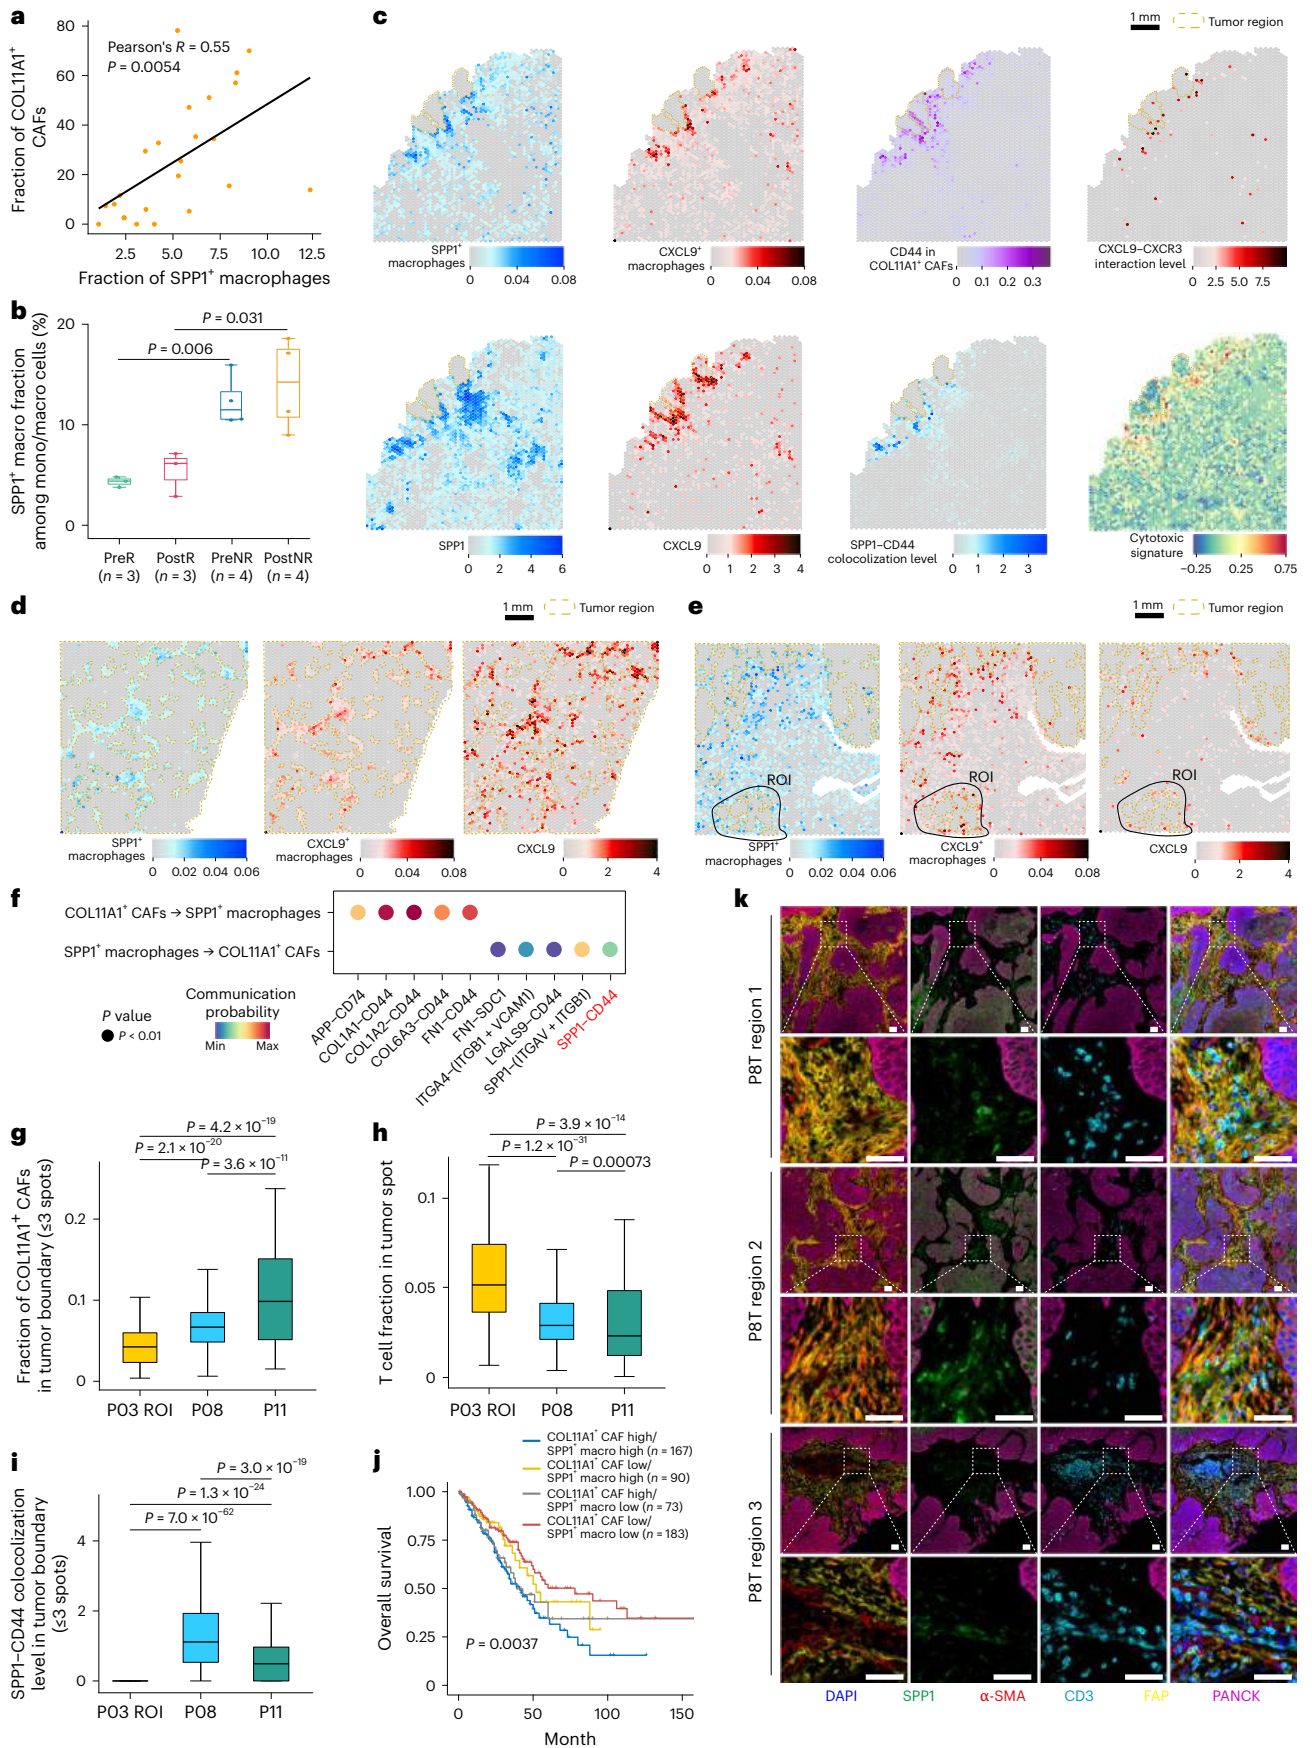 a
80
60
40
20
0
Fraction of COL11A1⁺
CAFs
Pearson's R = 0.55
P = 0.0054
2.5 5.0 7.5 10.0 12.5
Fraction of SPP1⁺ macrophages
b
20
10
0
SPP1⁺ macro fraction
among mono/macro cells (%)
P = 0.031
P = 0.006
PreR PostR PreNR PostNR
(n = 3) (n = 3) (n = 4) (n = 4)
c
1 mm Tumor region
SPP1⁺
macrophages
0 0.04 0.08
CXCL9⁺
macrophages
0 0.04 0.08
CD44 in
COL11A1⁺ CAFs
0 0.1 0.2 0.3
CXCL9–CXCR3
interaction level
0 2.5 5.0 7.5
SPP1
0 2 4 6
CXCL9
0 1 2 3 4
SPP1–CD44
colocolization level
0 1 3
Cytotoxic
signature
−0.25 0.25 0.75
d
1 mm Tumor region
SPP1⁺
macrophages
0 0.02 0.04 0.06
CXCL9⁺
macrophages
0 0.04 0.08
CXCL9
0 2 4
e
1 mm Tumor region
ROI
ROI
ROI
SPP1⁺
macrophages
0 0.02 0.04 0.06
CXCL9⁺
macrophages
0 0.04 0.08
CXCL9
0 2 4
f
COL11A1⁺ CAFs → SPP1⁺ macrophages
SPP1⁺ macrophages → COL11A1⁺ CAFs
P value
P < 0.01
Communication
probability
Min Max
APP–CD74
COL1A1–CD44
COL1A2–CD44
COL6A3–CD44
FN1–CD44
FN1–SDC1
ITGA4–(ITGB1 + VCAM1)
LGALS9–CD44
SPP1–(ITGAV + ITGB1)
SPP1–CD44
g
P = 4.2 × 10⁻¹⁹
P = 2.1 × 10⁻²⁰
P = 3.6 × 10⁻¹¹
0.2
0.1
0
Fraction of COL11A1⁺ CAFs
in tumor boundary (≤3 spots)
P03 ROI P08 P11
h
P = 3.9 × 10⁻¹⁴
P = 1.2 × 10⁻³¹
P = 0.00073
0.1
0.05
0
T cell fraction in tumor spot
P03 ROI P08 P11
i
P = 3.0 × 10⁻¹⁹
P = 1.3 × 10⁻²⁴
P = 7.0 × 10⁻⁶²
4
2
0
SPP1–CD44 colocolization
level in tumor boundary
(≤3 spots)
P03 ROI P08 P11
j
COL11A1⁺ CAF high/
SPP1⁺ macro high (n = 167)
COL11A1⁺ CAF low/
SPP1⁺ macro high (n = 90)
COL11A1⁺ CAF high/
SPP1⁺ macro low (n = 73)
COL11A1⁺ CAF low/
SPP1⁺ macro low (n = 183)
1.00
0.75
0.50
0.25
0
Overall survival
P = 0.0037
0 50 100 150
Month
k
P8T region 1
P8T region 2
P8T region 3
DAPI SPP1 α-SMA CD3 FAP PANCK